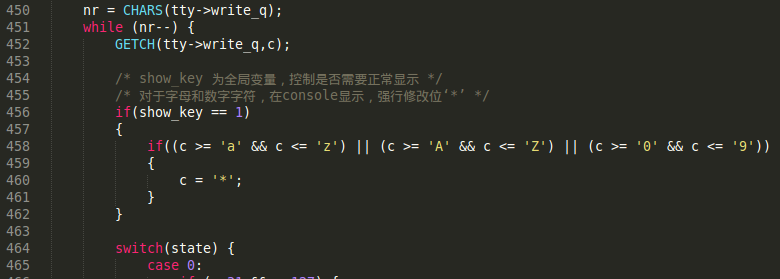 450 nr = CHARS(tty->write_q);
451 while (nr--) {
452 GETCH(tty->write_q,c);
453
454 /* show_key 为全局变量，控制是否需要正常显示 */
455 /* 对于字母和数字字符，在console显示，强行修改位‘*’ */
456 if(show_key == 1)
457 {
458 if((c >= 'a' && c <= 'z') || (c >= 'A' && c <= 'Z') || (c >= '0' && c <= '9'))
459 {
460 c = '*';
461 }
462 }
463
464 switch(state) {
465 case 0: